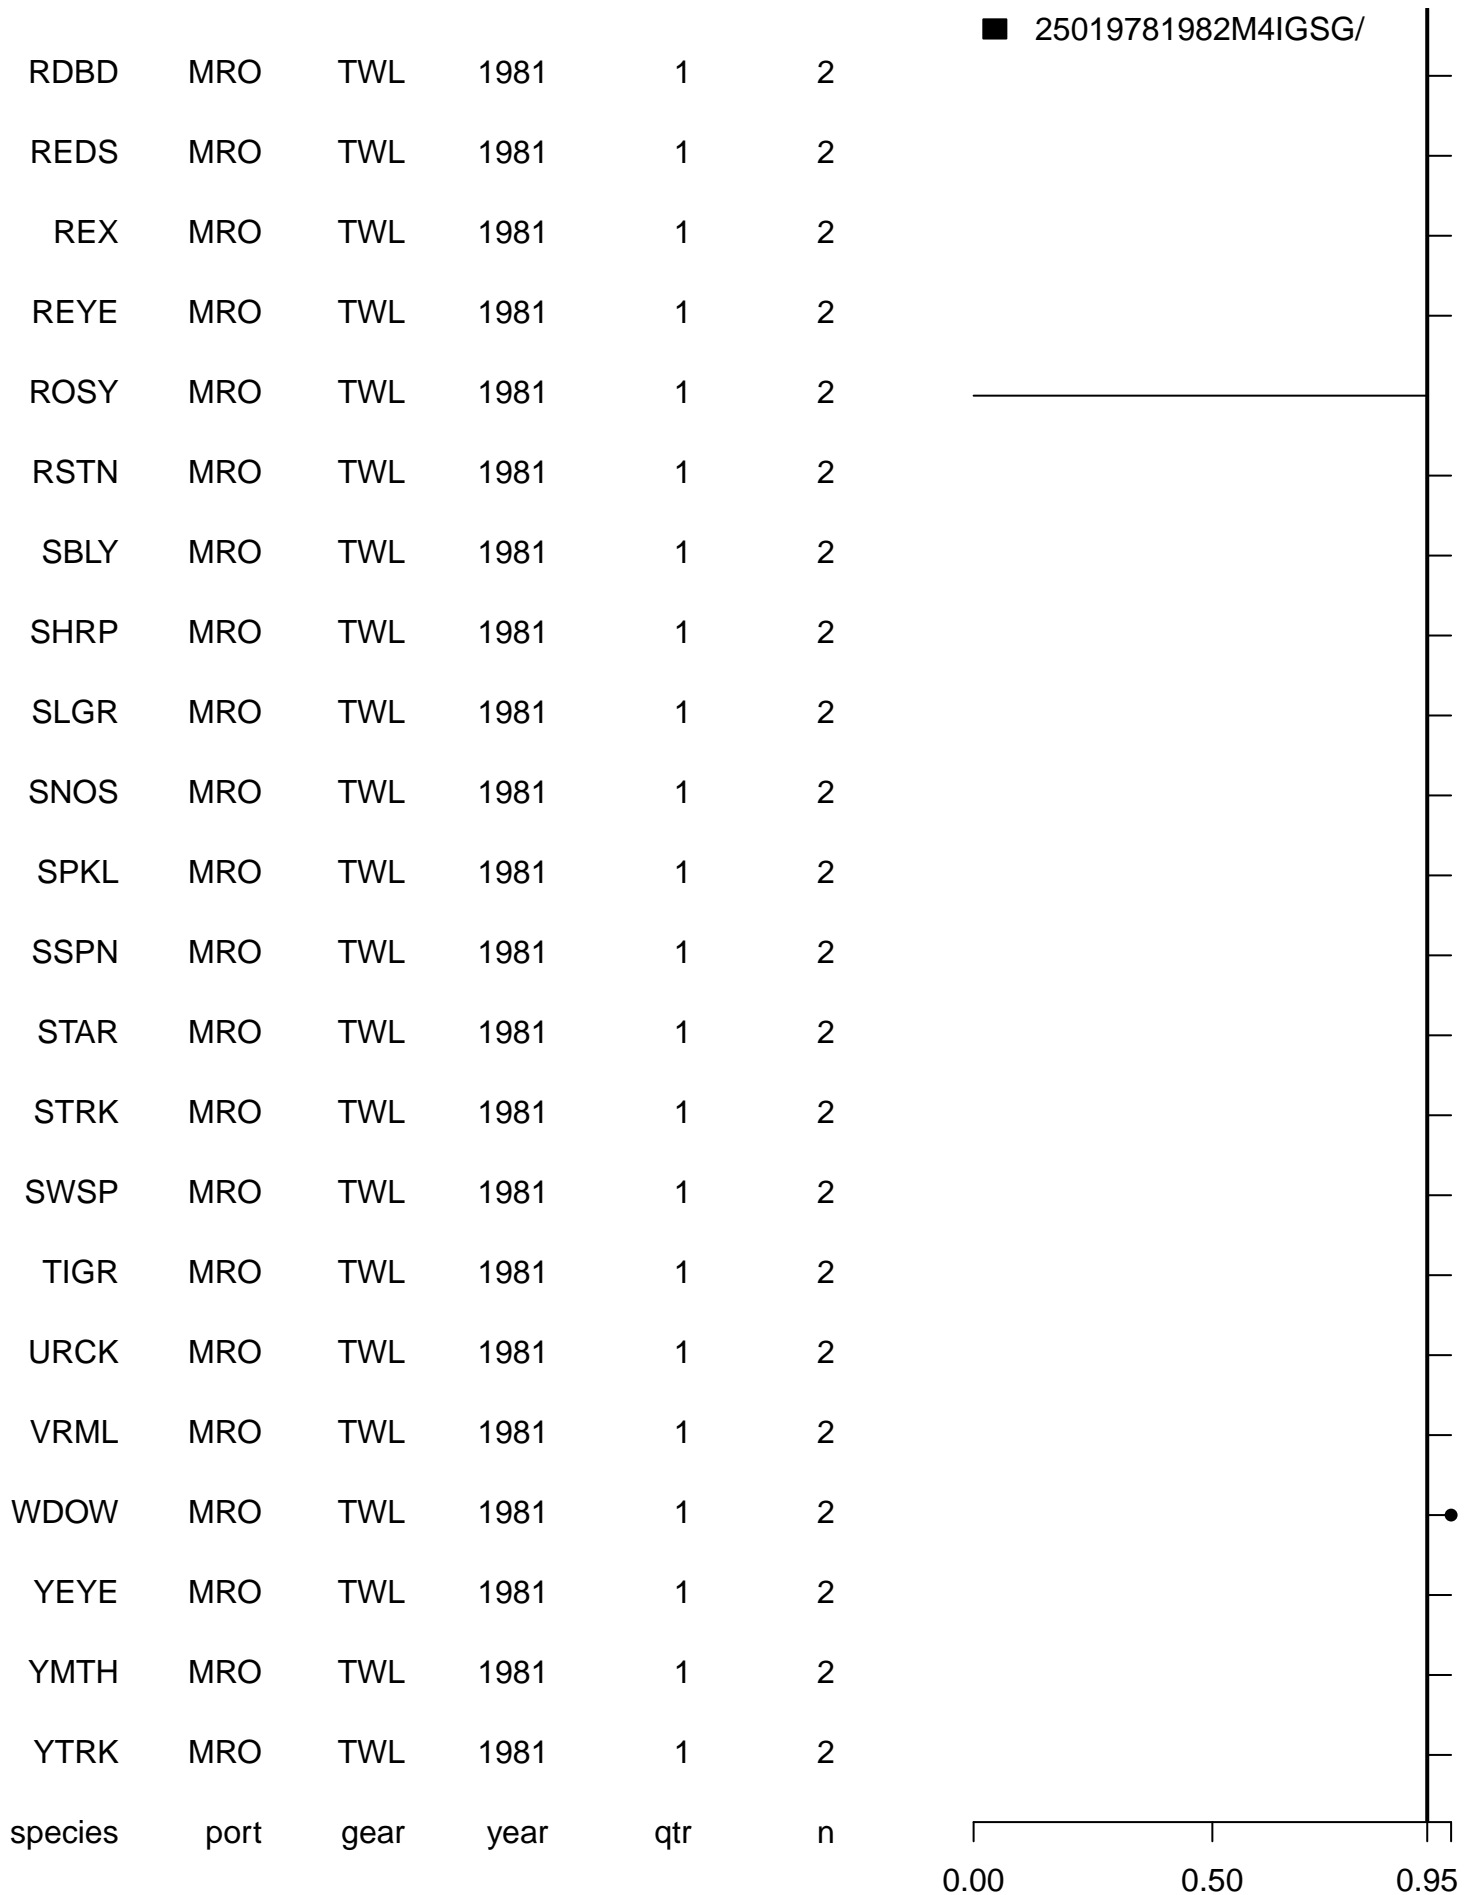 25019781982M4IGSG/
RDBD MRO TWL 1981 1 2
REDS MRO TWL 1981 1 2
REX MRO TWL 1981 1 2
REYE MRO TWL 1981 1 2
ROSY MRO TWL 1981 1 2
RSTN MRO TWL 1981 1 2
SBLY MRO TWL 1981 1 2
SHRP MRO TWL 1981 1 2
SLGR MRO TWL 1981 1 2
SNOS MRO TWL 1981 1 2
SPKL MRO TWL 1981 1 2
SSPN MRO TWL 1981 1 2
STAR MRO TWL 1981 1 2
STRK MRO TWL 1981 1 2
SWSP MRO TWL 1981 1 2
TIGR MRO TWL 1981 1 2
URCK MRO TWL 1981 1 2
VRML MRO TWL 1981 1 2
WDOW MRO TWL 1981 1 2
YEYE MRO TWL 1981 1 2
YMTH MRO TWL 1981 1 2
YTRK MRO TWL 1981 1 2
species port gear year qtr n
0.00 0.50 0.95